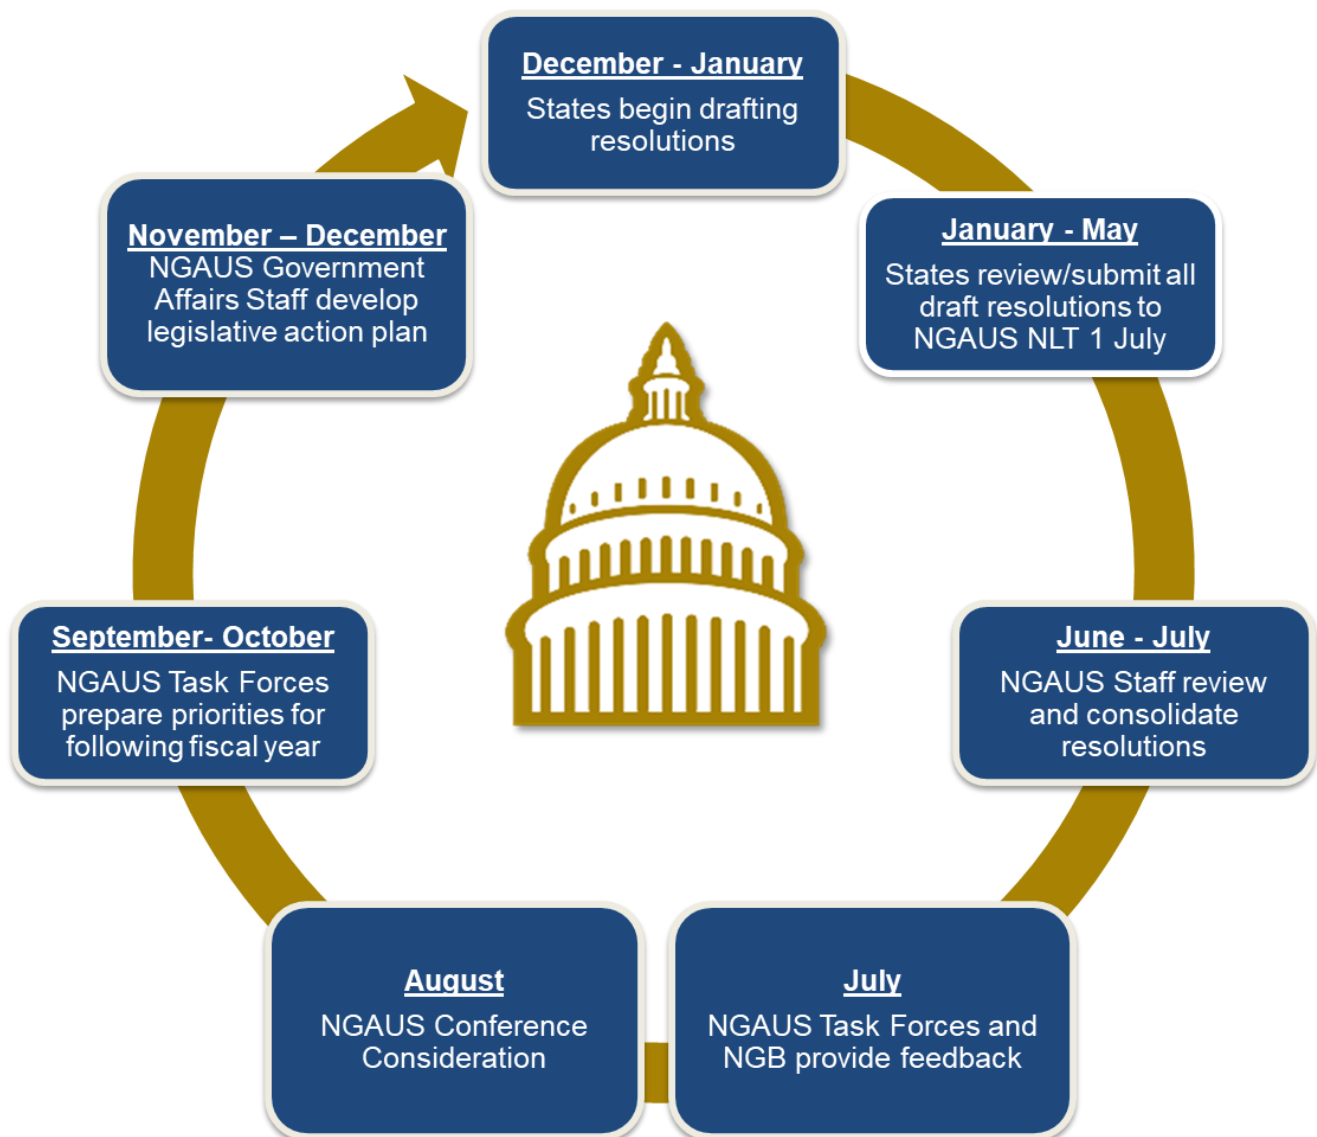 December - January
States begin drafting
resolutions
January - May
States review/submit all
draft resolutions to
NGAUS NLT 1 July
June - July
NGAUS Staff review
and consolidate
resolutions
July
NGAUS Task Forces and
NGB provide feedback
August
NGAUS Conference
Consideration
September- October
NGAUS Task Forces
prepare priorities for
following fiscal year
November – December
NGAUS Government
Affairs Staff develop
legislative action plan